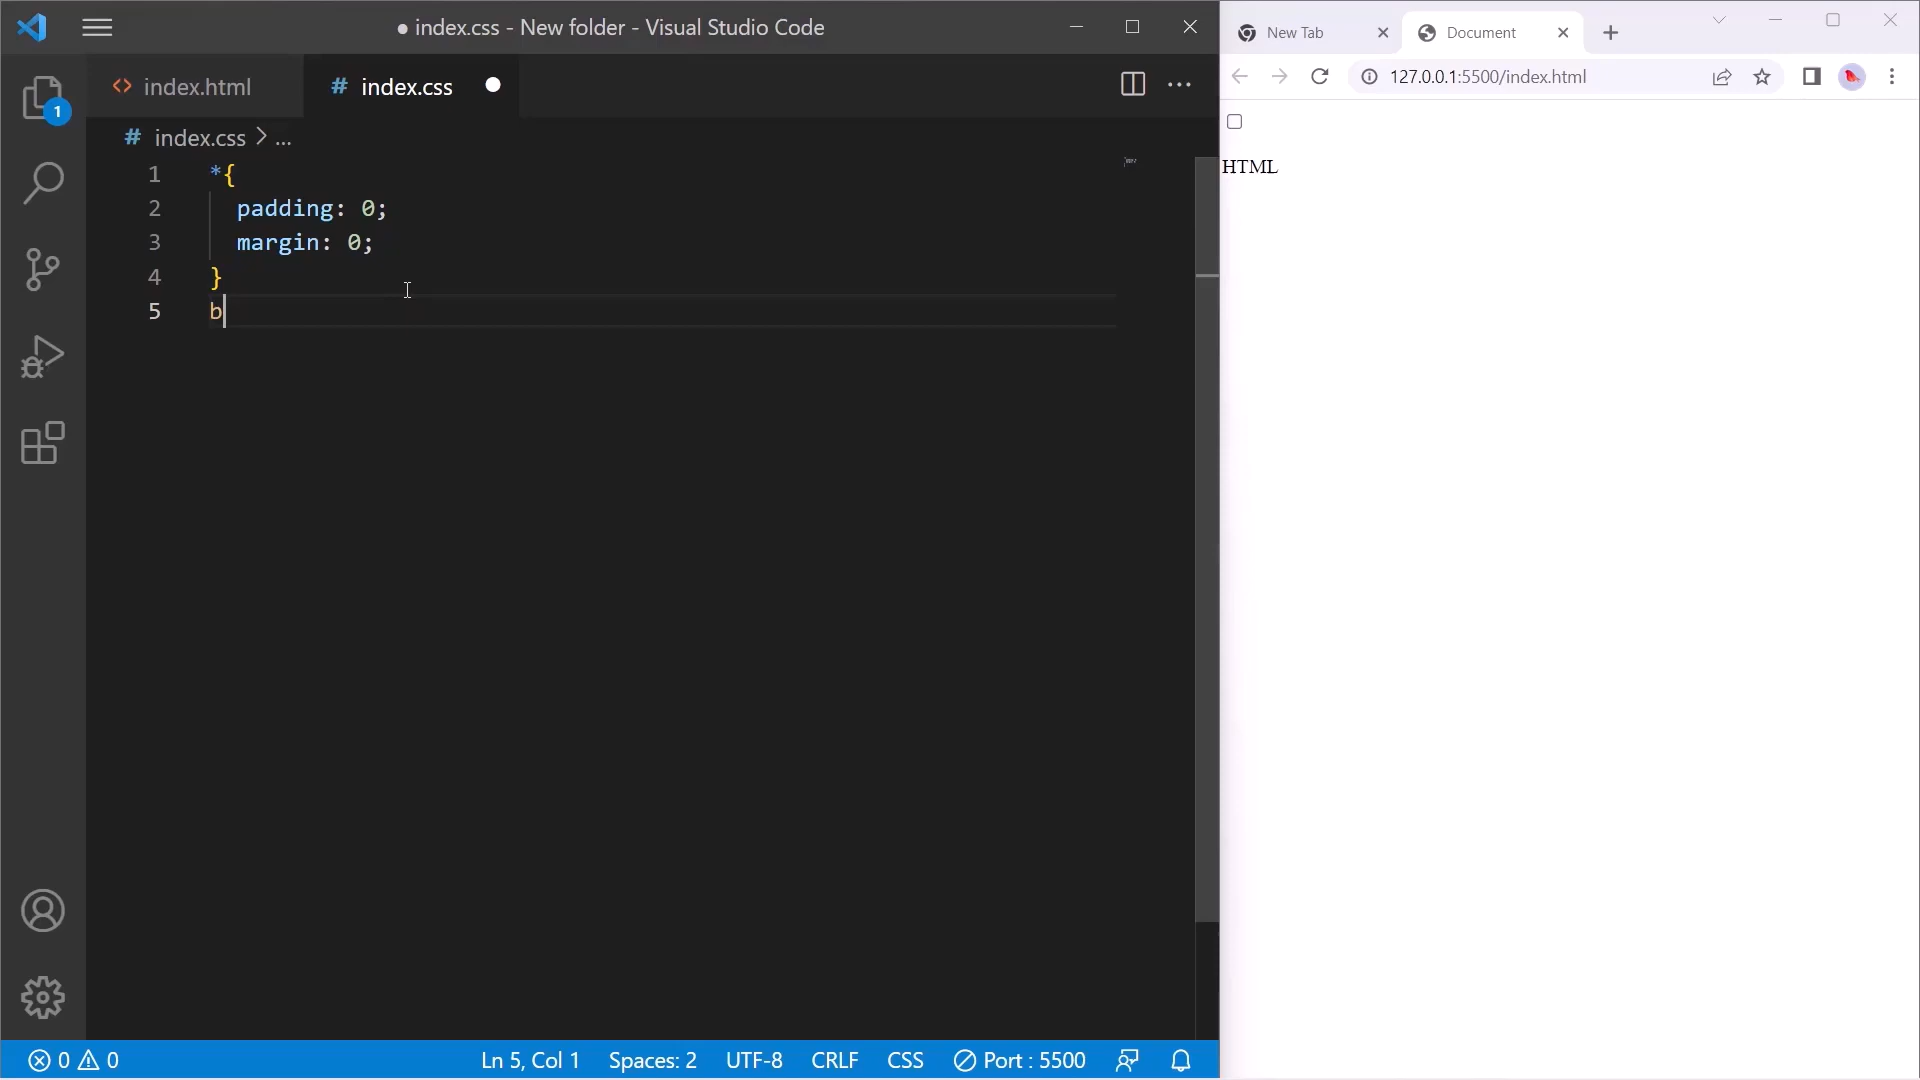 ● index.css - New folder - Visual Studio Code
index.html
# index.css
# index.css > ...
1 *{
2 padding: 0;
3 margin: 0;
4 }
5 b
1
0 0
Ln 5, Col 1 Spaces: 2 UTF-8 CRLF CSS Port : 5500
New Tab
Document
127.0.0.1:5500/index.html
HTML